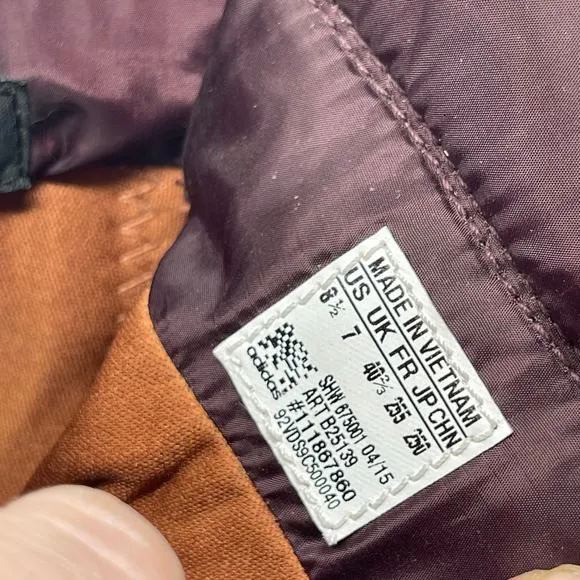 MADE IN VIETNAM
US UK FR JP CHN
8½ 7 40⅔ 255 250
adidas
SHW 675001 04/15
ART B25139
#111867860
92VDS9C500040